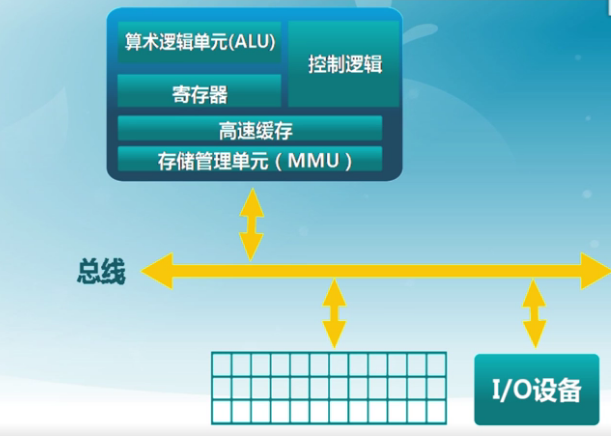 算术逻辑单元(ALU)
控制逻辑
寄存器
高速缓存
存储管理单元（MMU）
总线
I/O设备